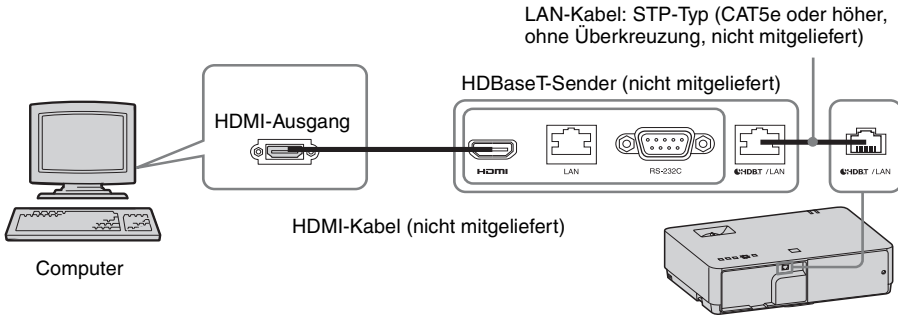 LAN-Kabel: STP-Typ (CAT5e oder höher,
ohne Überkreuzung, nicht mitgeliefert)
HDBaseT-Sender (nicht mitgeliefert)
HDMI-Ausgang
HDMI
LAN
RS-232C
HDBT / LAN
HDBT / LAN
HDMI-Kabel (nicht mitgeliefert)
Computer